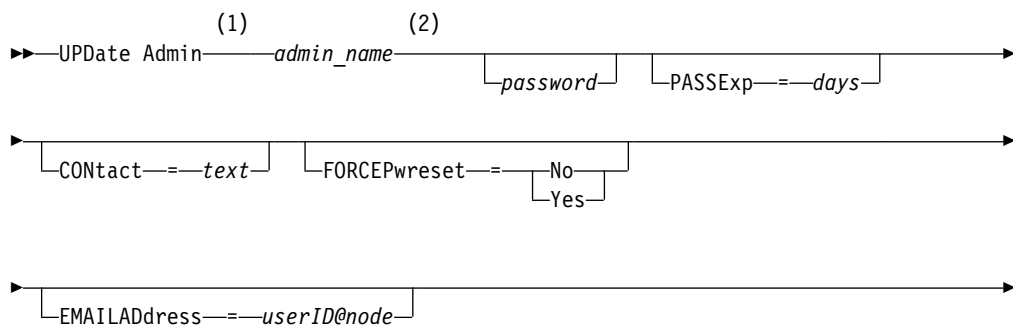 (1) (2)
UPDate Admin admin_name
password PASSExp = days
CONtact = text FORCEPwreset = No
Yes
EMAILADdress = userID@node